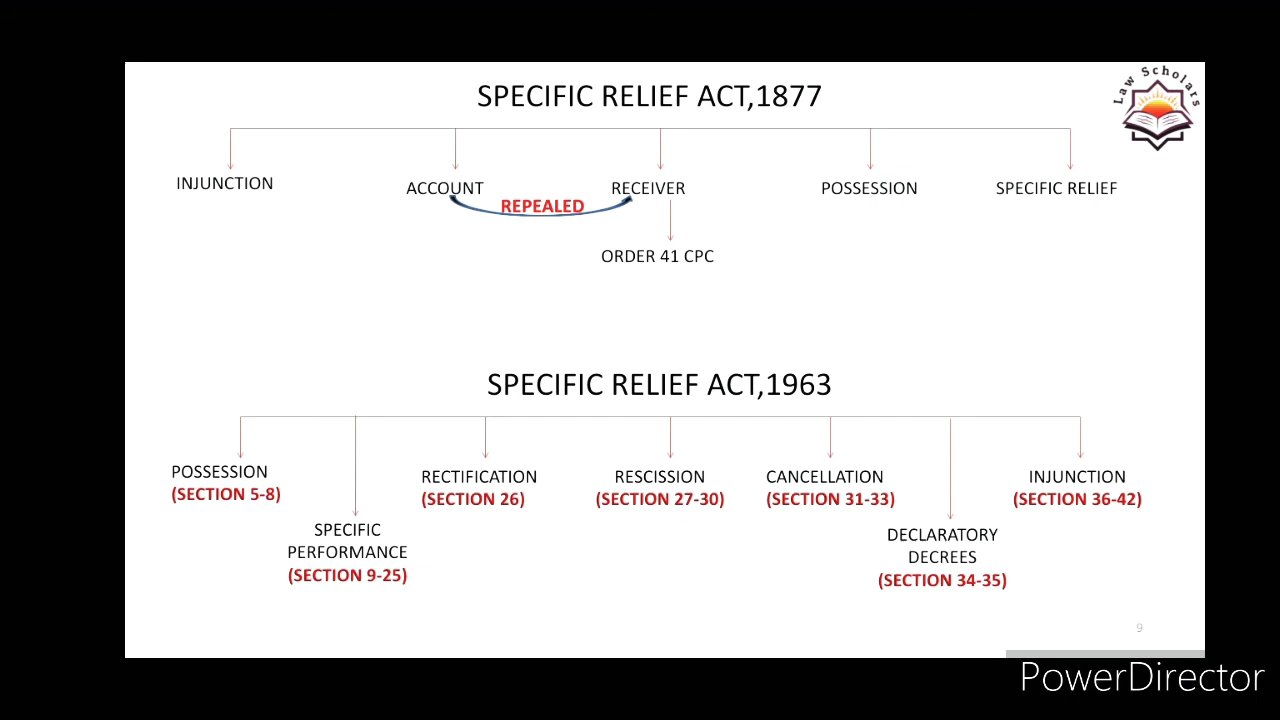 SPECIFIC RELIEF ACT,1877
Law Scholars
INJUNCTION
ACCOUNT
RECEIVER
POSSESSION
SPECIFIC RELIEF
REPEALED
ORDER 41 CPC
SPECIFIC RELIEF ACT,1963
POSSESSION
(SECTION 5-8)
SPECIFIC
PERFORMANCE
(SECTION 9-25)
RECTIFICATION
(SECTION 26)
RESCISSION
(SECTION 27-30)
CANCELLATION
(SECTION 31-33)
DECLARATORY
DECREES
(SECTION 34-35)
INJUNCTION
(SECTION 36-42)
9
PowerDirector